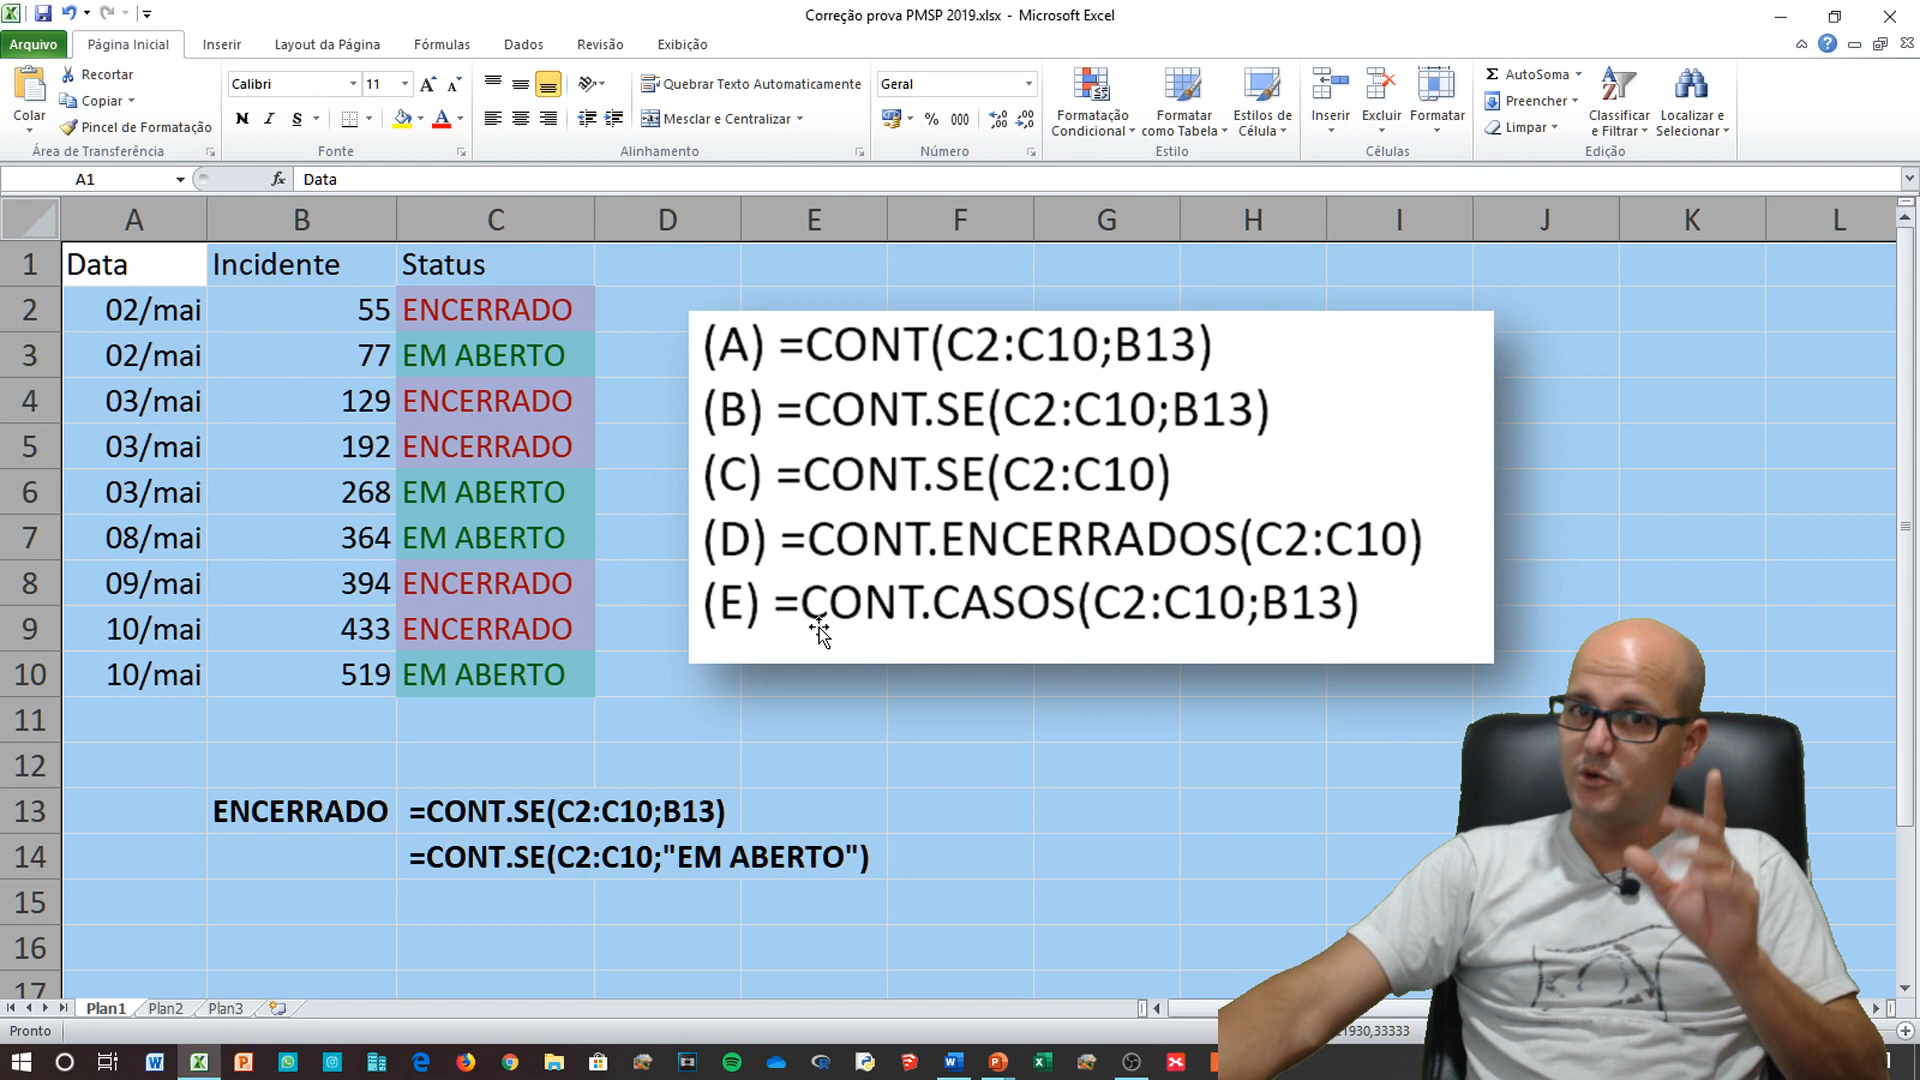 Correção prova PMSP 2019.xlsx - Microsoft Excel
Arquivo Página Inicial Inserir Layout da Página Fórmulas Dados Revisão Exibição
Colar
Recortar
Copiar
Pincel de Formatação
Área de Transferência
Calibri 11
N I S
Fonte
Quebrar Texto Automaticamente
Mesclar e Centralizar
Alinhamento
Geral
% 000
Número
Formatação Condicional
Formatar como Tabela
Estilos de Célula
Estilo
Inserir Excluir Formatar
Células
AutoSoma
Preencher
Limpar
Classificar e Filtrar
Localizar e Selecionar
Edição
A1 fx Data
A B C D E F G H I J K L
1 Data Incidente Status
2 02/mai 55 ENCERRADO
3 02/mai 77 EM ABERTO
4 03/mai 129 ENCERRADO
5 03/mai 192 ENCERRADO
6 03/mai 268 EM ABERTO
7 08/mai 364 EM ABERTO
8 09/mai 394 ENCERRADO
9 10/mai 433 ENCERRADO
10 10/mai 519 EM ABERTO
11
12
13 ENCERRADO =CONT.SE(C2:C10;B13)
14 =CONT.SE(C2:C10;"EM ABERTO")
15
16
17
(A) =CONT(C2:C10;B13)
(B) =CONT.SE(C2:C10;B13)
(C) =CONT.SE(C2:C10)
(D) =CONT.ENCERRADOS(C2:C10)
(E) =CONT.CASOS(C2:C10;B13)
Plan1 Plan2 Plan3
Pronto